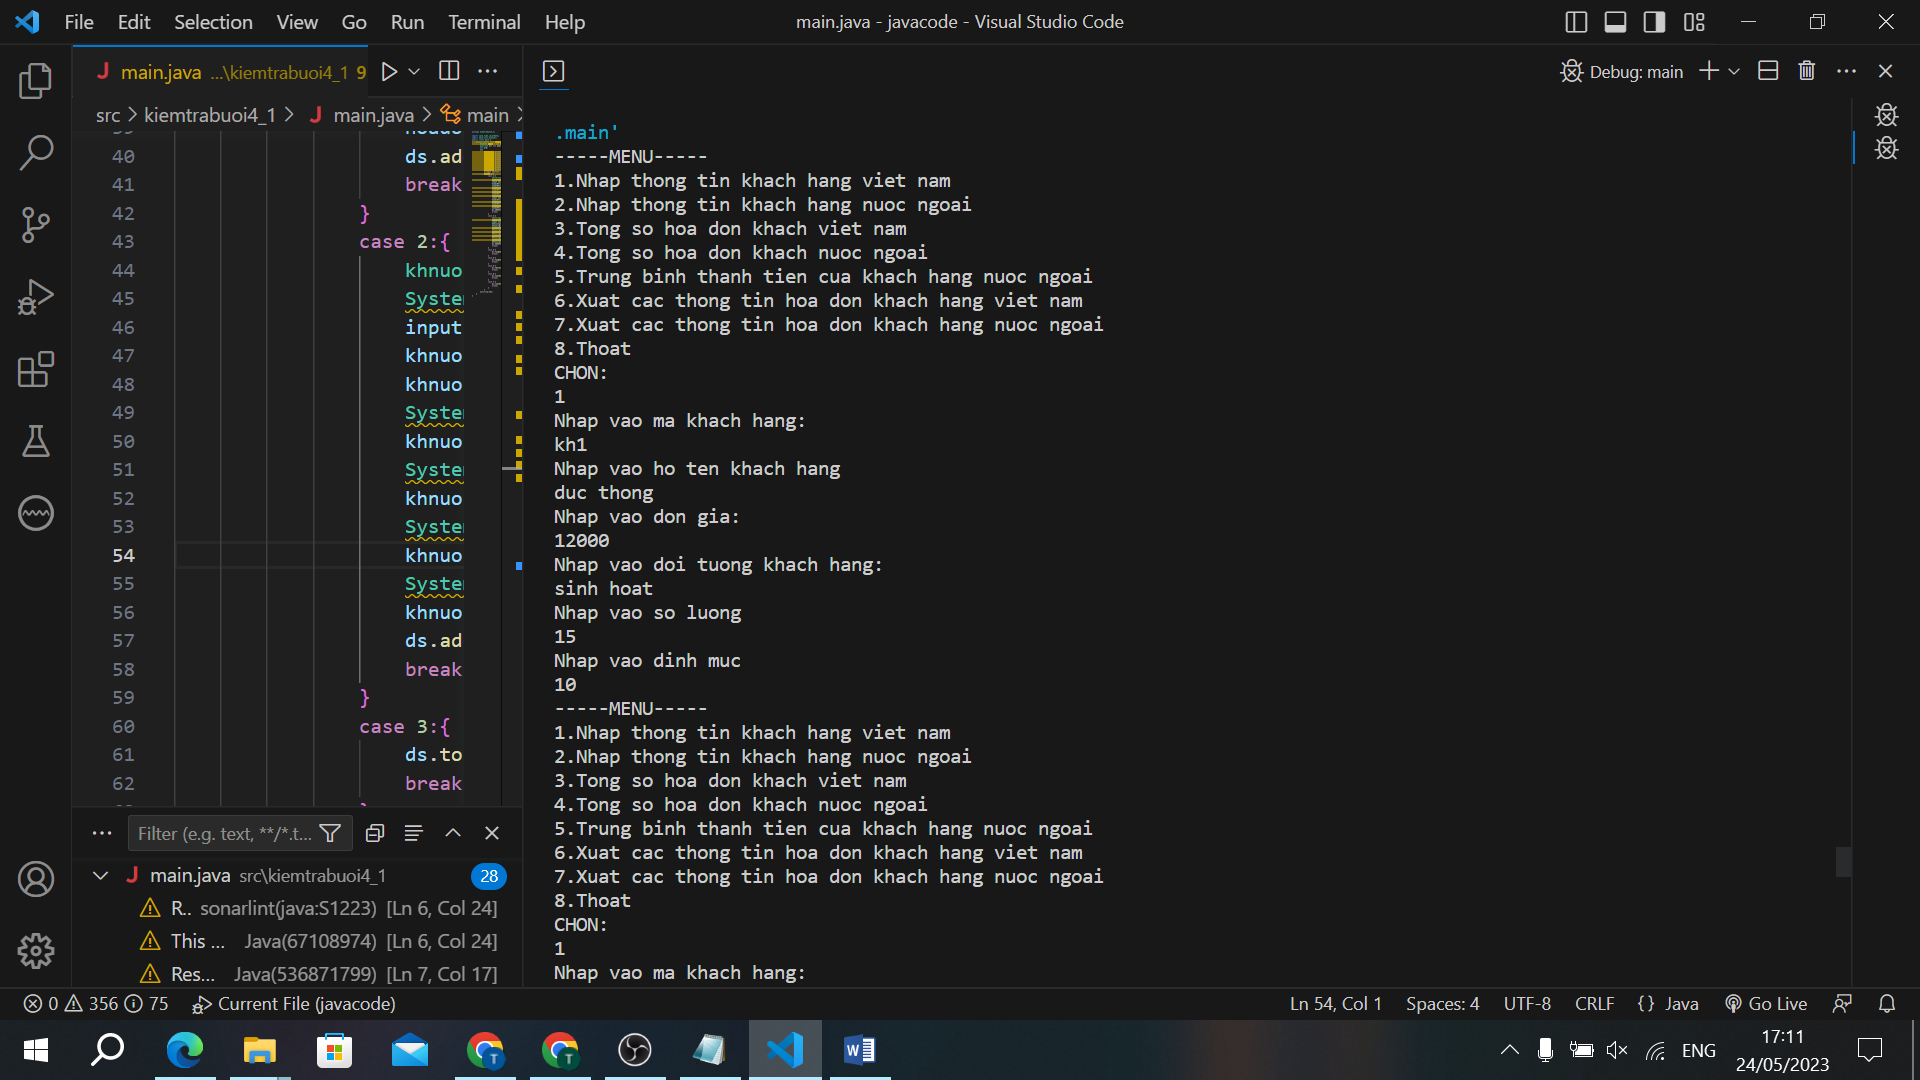 File Edit Selection View Go Run Terminal Help main.java - javacode - Visual Studio Code
main.java ...\kiemtrabuoi4_1 9
Debug: main
src > kiemtrabuoi4_1 > main.java > main >
40 ds.ad
41 break
42 }
43 case 2:{
44 khnuo
45 System
46 input
47 khnuo
48 khnuo
49 System
50 khnuo
51 System
52 khnuo
53 System
54 khnuo
55 System
56 khnuo
57 ds.ad
58 break
59 }
60 case 3:{
61 ds.to
62 break
Filter (e.g. text, **/*.t...
main.java src\kiemtrabuoi4_1 28
R.. sonarlint(java:S1223) [Ln 6, Col 24]
This ... Java(67108974) [Ln 6, Col 24]
Res... Java(536871799) [Ln 7, Col 17]
.main'
-----MENU-----
1.Nhap thong tin khach hang viet nam
2.Nhap thong tin khach hang nuoc ngoai
3.Tong so hoa don khach viet nam
4.Tong so hoa don khach nuoc ngoai
5.Trung binh thanh tien cua khach hang nuoc ngoai
6.Xuat cac thong tin hoa don khach hang viet nam
7.Xuat cac thong tin hoa don khach hang nuoc ngoai
8.Thoat
CHON:
1
Nhap vao ma khach hang:
kh1
Nhap vao ho ten khach hang
duc thong
Nhap vao don gia:
12000
Nhap vao doi tuong khach hang:
sinh hoat
Nhap vao so luong
15
Nhap vao dinh muc
10
-----MENU-----
1.Nhap thong tin khach hang viet nam
2.Nhap thong tin khach hang nuoc ngoai
3.Tong so hoa don khach viet nam
4.Tong so hoa don khach nuoc ngoai
5.Trung binh thanh tien cua khach hang nuoc ngoai
6.Xuat cac thong tin hoa don khach hang viet nam
7.Xuat cac thong tin hoa don khach hang nuoc ngoai
8.Thoat
CHON:
1
Nhap vao ma khach hang:
0 356 75 Current File (javacode) Ln 54, Col 1 Spaces: 4 UTF-8 CRLF {} Java Go Live
ENG
17:11
24/05/2023